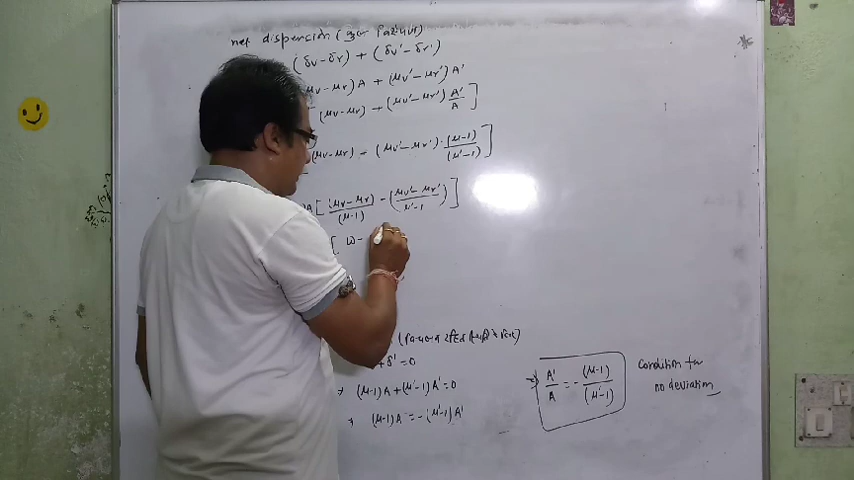 net dispersion (कुल
(δv-δr) + (δv'-δr')
μv-μr) A + (μv'-μr') A'
(μv-μr) + (μv'-μr') A'/A ]
(μv-μr) - (μv'-μr') · (μ-1)/(μ'-1) ]
A [ (μv-μr)/(μ-1) - (μv'-μr'/μ'-1) ]
[ ω-
+ δ' = 0
⇒ (μ-1)A + (μ'-1)A' = 0
⇒ (μ-1)A = -(μ'-1)A'
⇒ A'/A = - (μ-1)/(μ'-1)
Condition for
no deviation